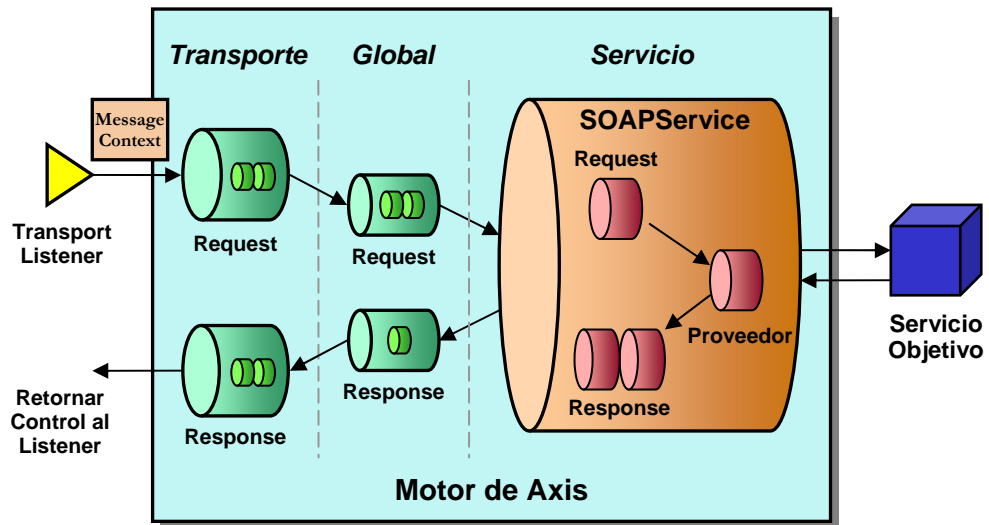 Transporte
Global
Servicio
Message
Context
SOAPService
Request
Transport
Listener
Request
Request
Proveedor
Servicio
Objetivo
Retornar
Control al
Listener
Response
Response
Response
Motor de Axis